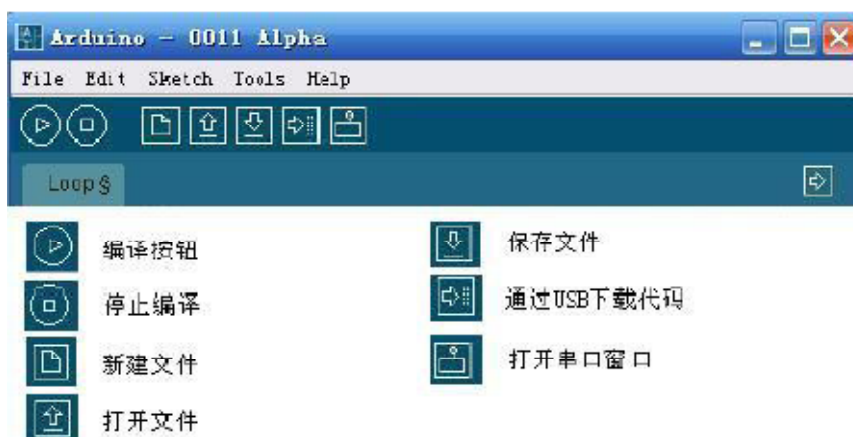 Arduino - 0011 Alpha
File Edit Sketch Tools Help
Loop §
编译按钮
停止编译
新建文件
打开文件
保存文件
通过USB下载代码
打开串口窗口